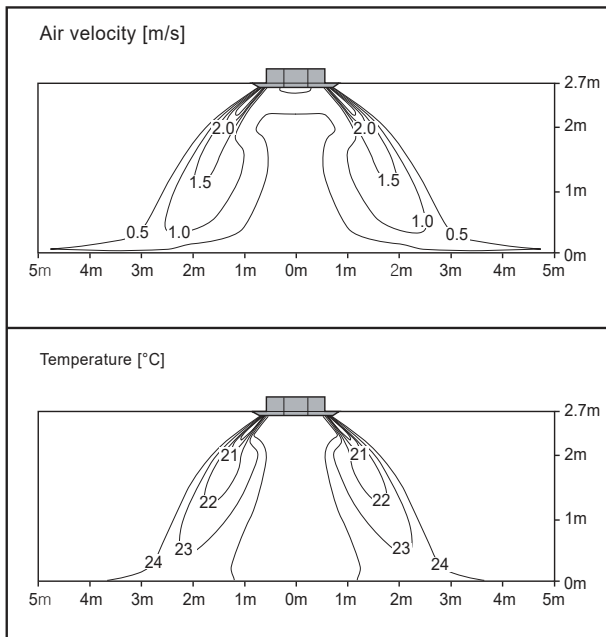 Air velocity [m/s]
2.7m
2.0 2.0 2m
1.5 1.5 1m
0.5 1.0 1.0 0.5
0m
5m 4m 3m 2m 1m 0m 1m 2m 3m 4m 5m
Temperature [°C]
2.7m
21 21 2m
22 22
1m
23 23
24 24
0m
5m 4m 3m 2m 1m 0m 1m 2m 3m 4m 5m